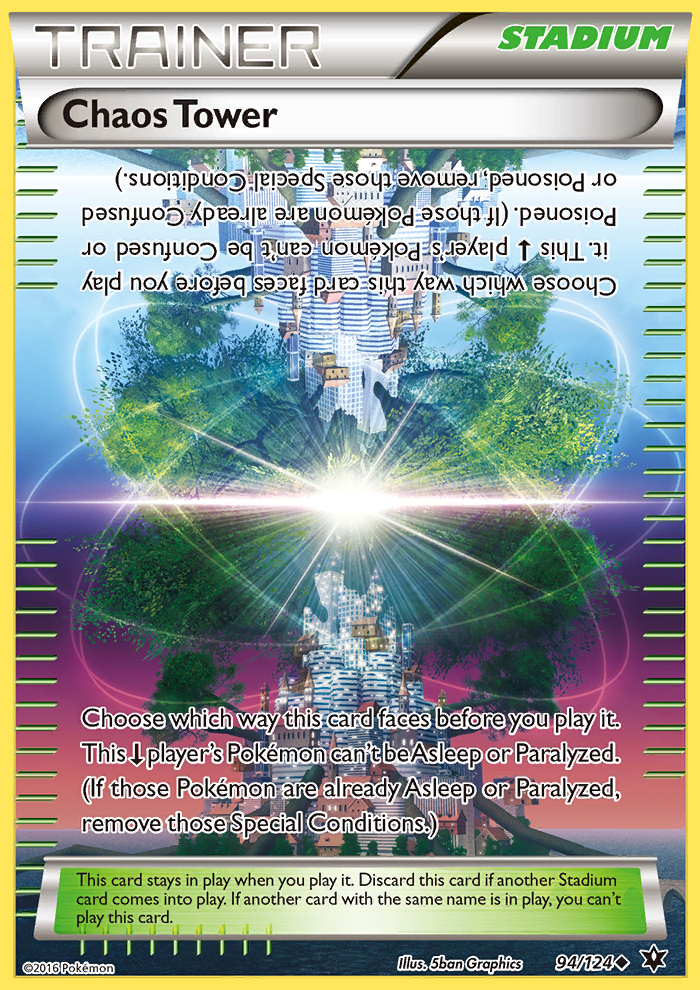 TRAINER
STADIUM
Chaos Tower
Choose which way this card faces before you play
it. This ⬇ player's Pokémon can't be Confused or
Poisoned. (If those Pokémon are already Confused
or Poisoned, remove those Special Conditions.)
Choose which way this card faces before you play it.
This ⬇ player's Pokémon can't be Asleep or Paralyzed.
(If those Pokémon are already Asleep or Paralyzed,
remove those Special Conditions.)
This card stays in play when you play it. Discard this card if another Stadium
card comes into play. If another card with the same name is in play, you can't
play this card.
©2016 Pokémon
Illus. 5ban Graphics
94/124